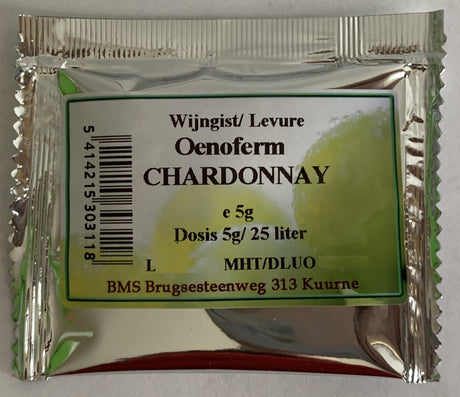 Wijngist/ Levure
Oenoferm
CHARDONNAY
e 5g
Dosis 5g/ 25 liter
L MHT/DLUO
BMS Brugsesteenweg 313 Kuurne
5 414215 303118